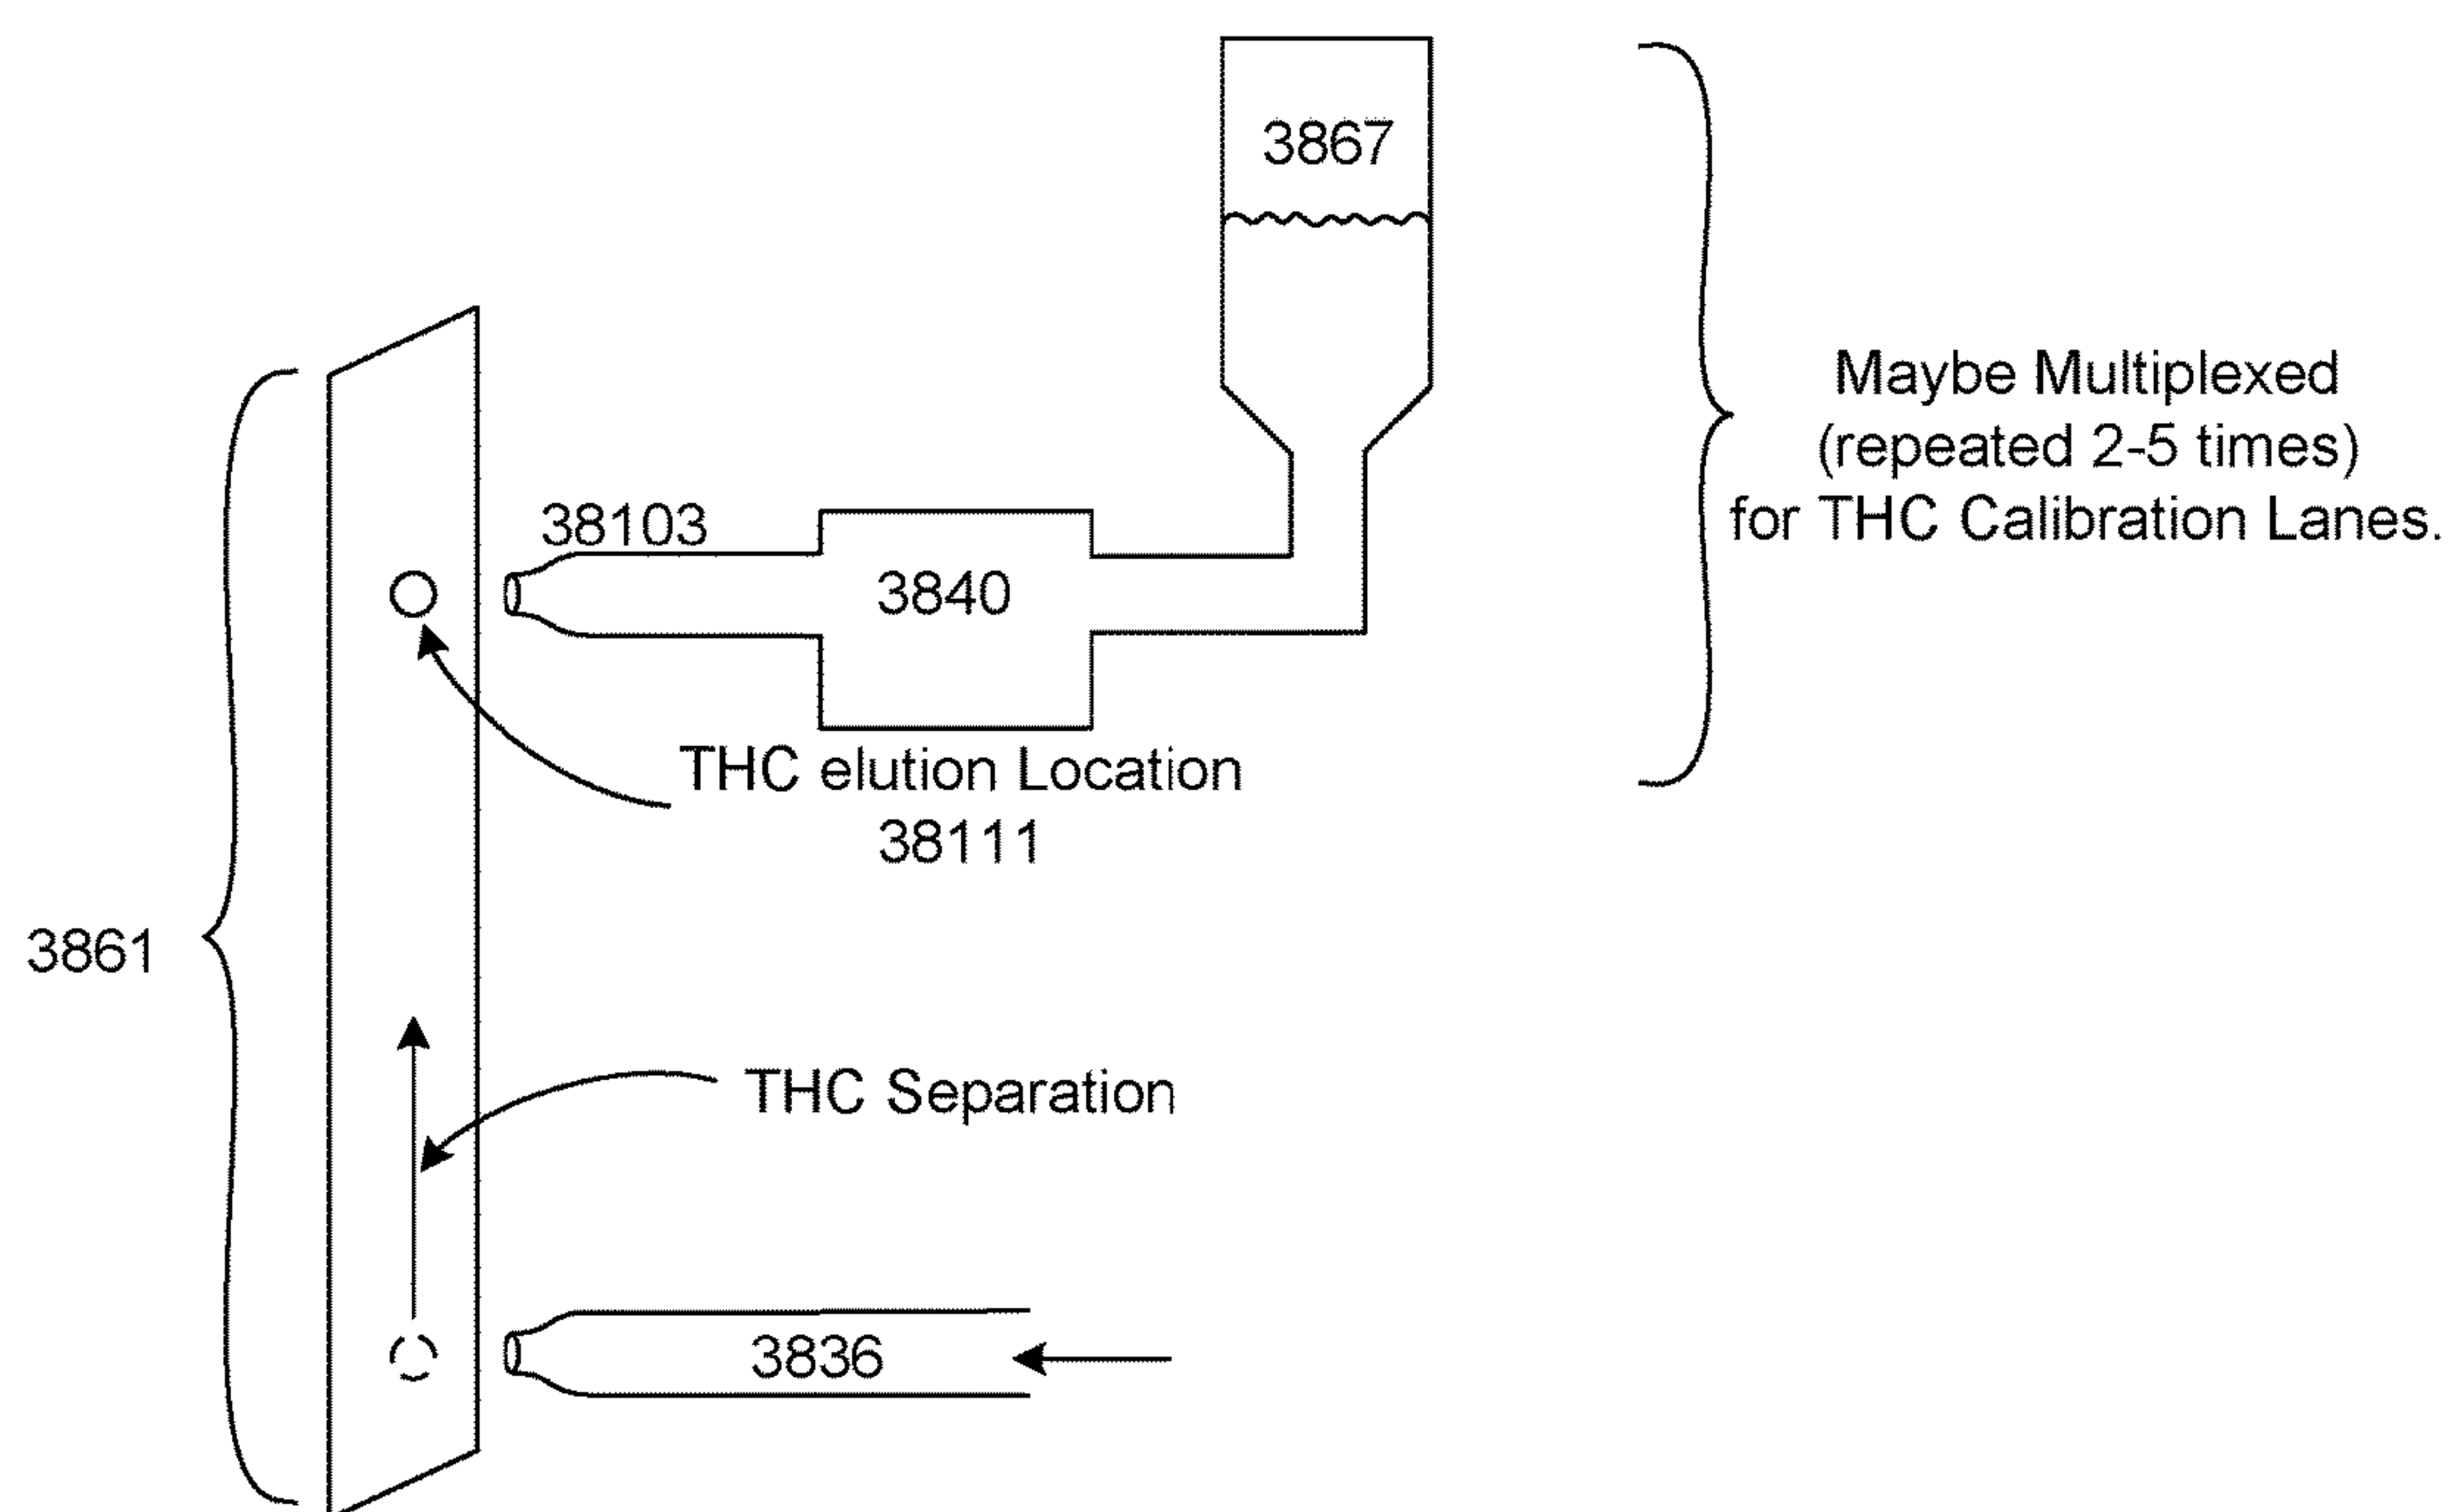 3867
Maybe Multiplexed
(repeated 2-5 times)
for THC Calibration Lanes.
38103
3840
THC elution Location
38111
3861
THC Separation
3836